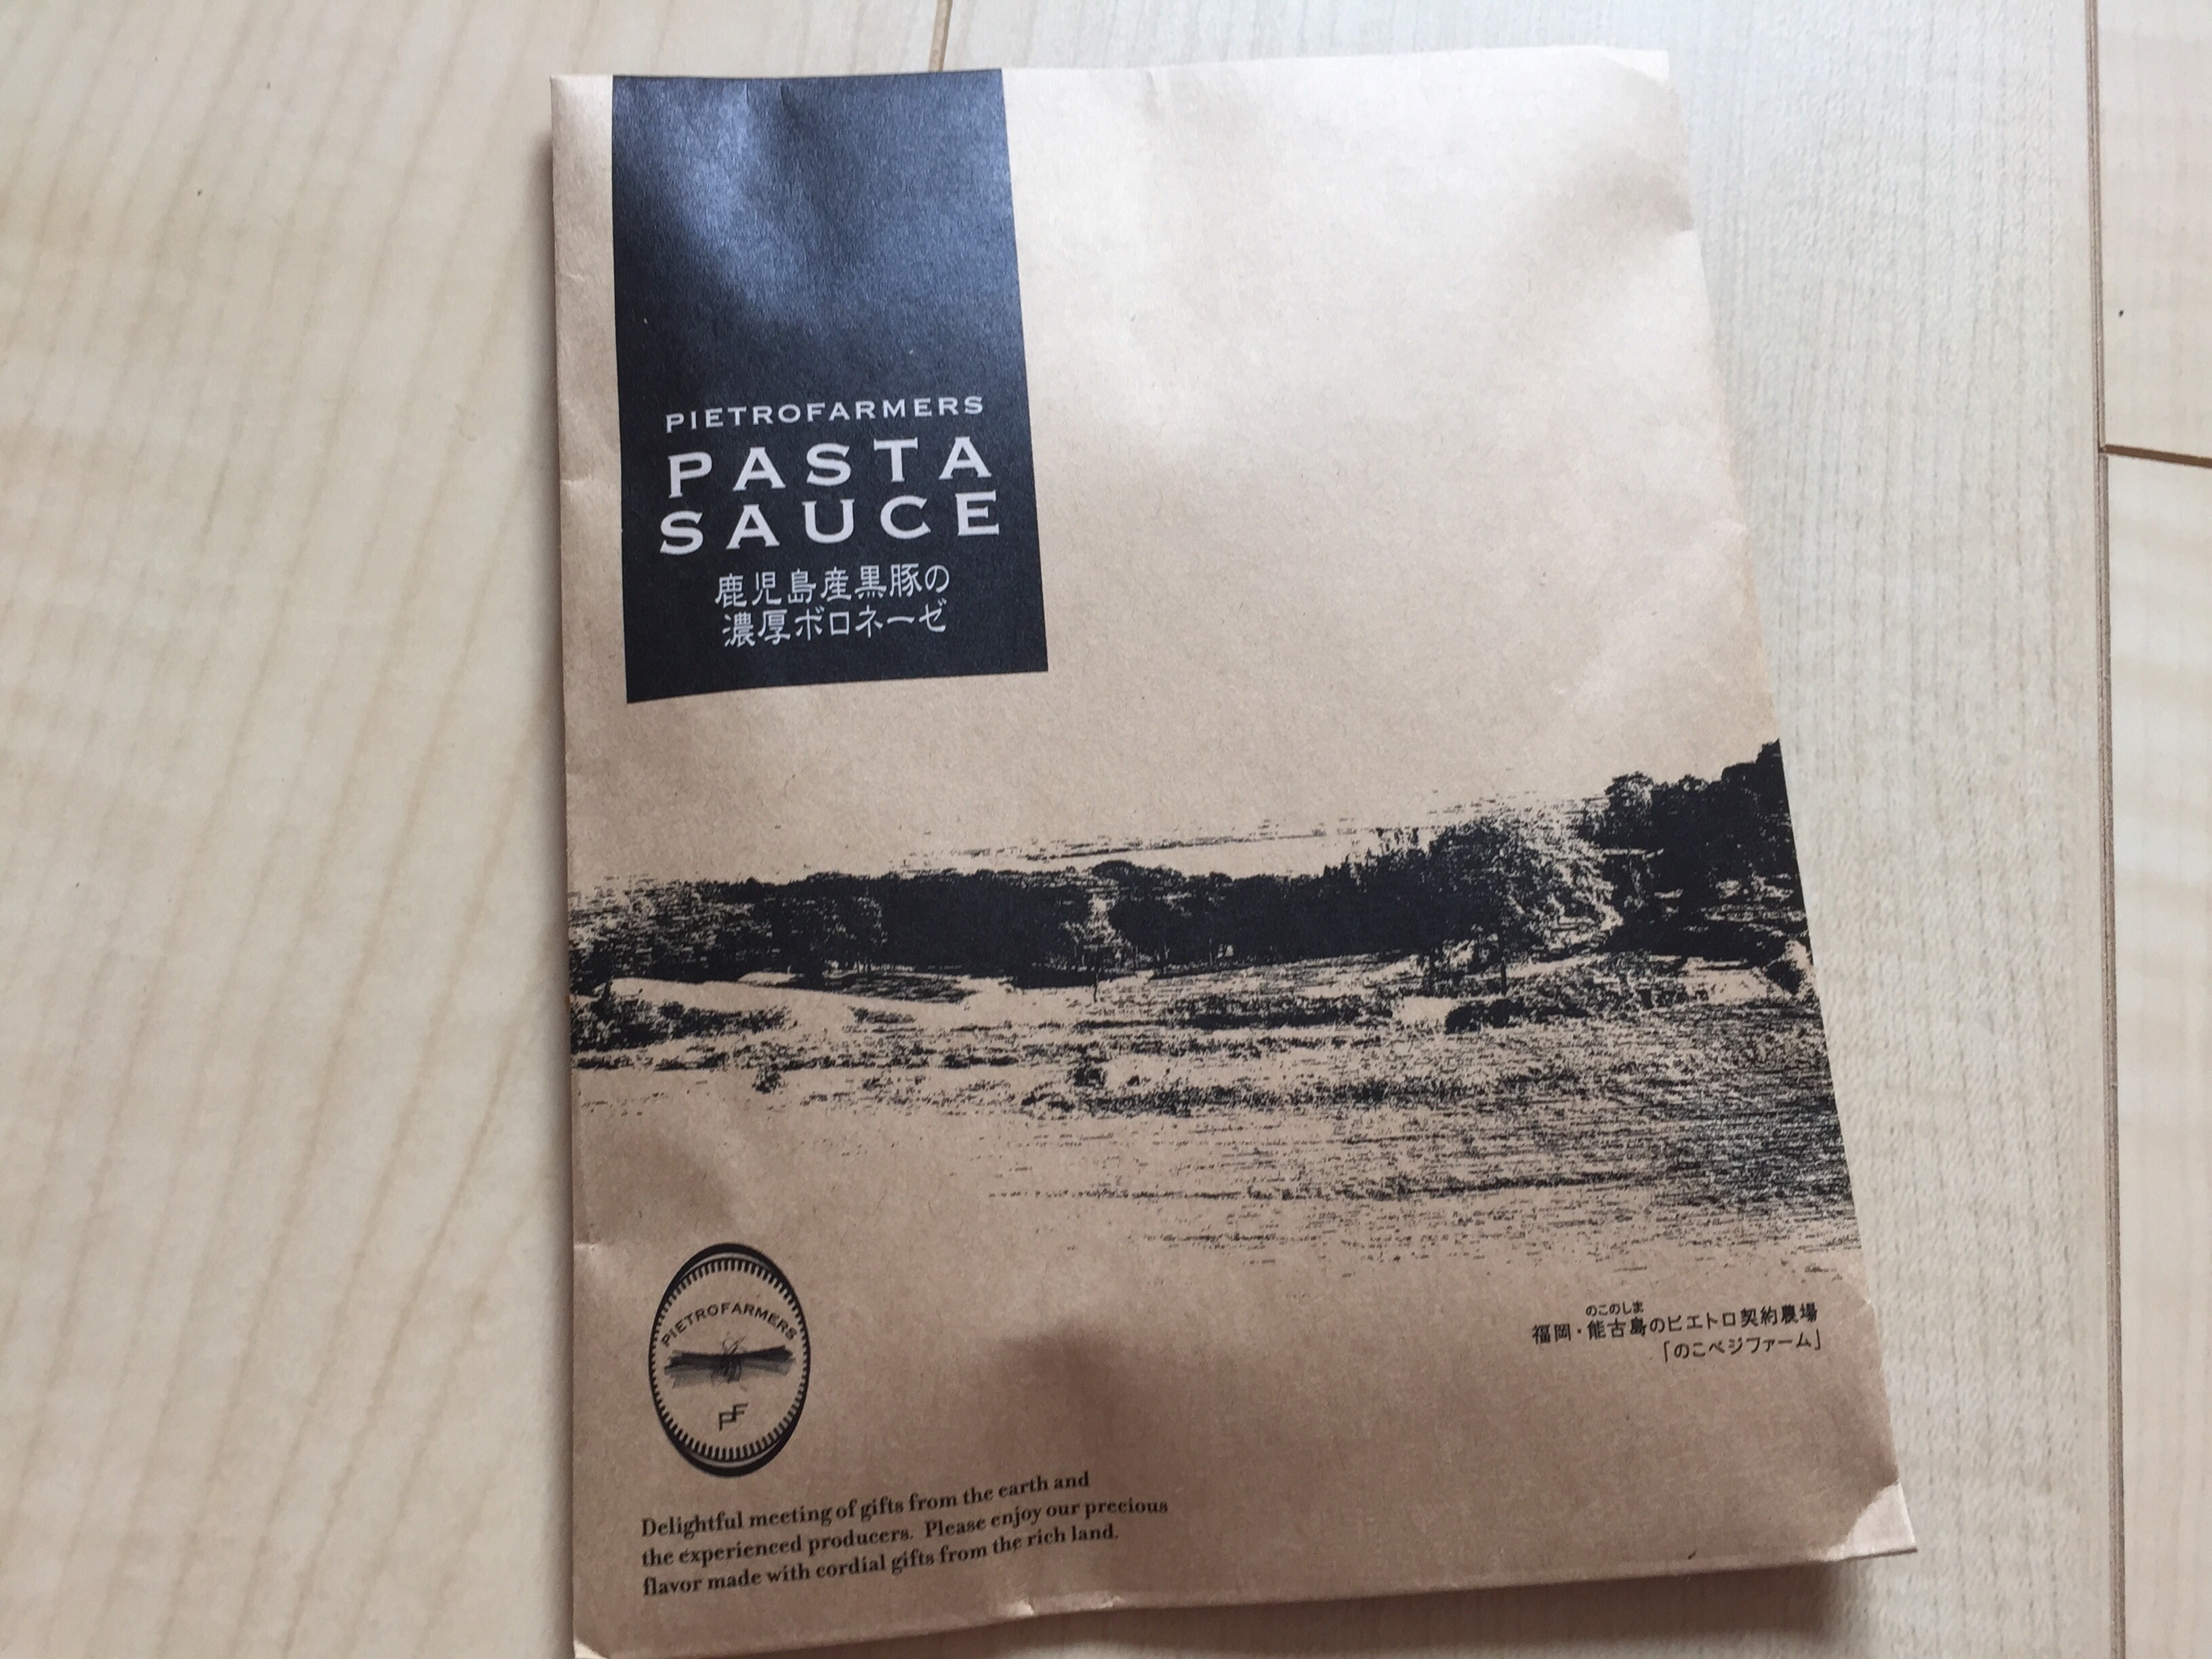 PIETROFARMERS
PASTA
SAUCE
鹿児島産黒豚の
濃厚ボロネーゼ
PIETROFARMERS
PF
のこのしま
福岡・能古島のピエトロ契約農場
「のこベジファーム」
Delightful meeting of gifts from the earth and
the experienced producers. Please enjoy our precious
flavor made with cordial gifts from the rich land.